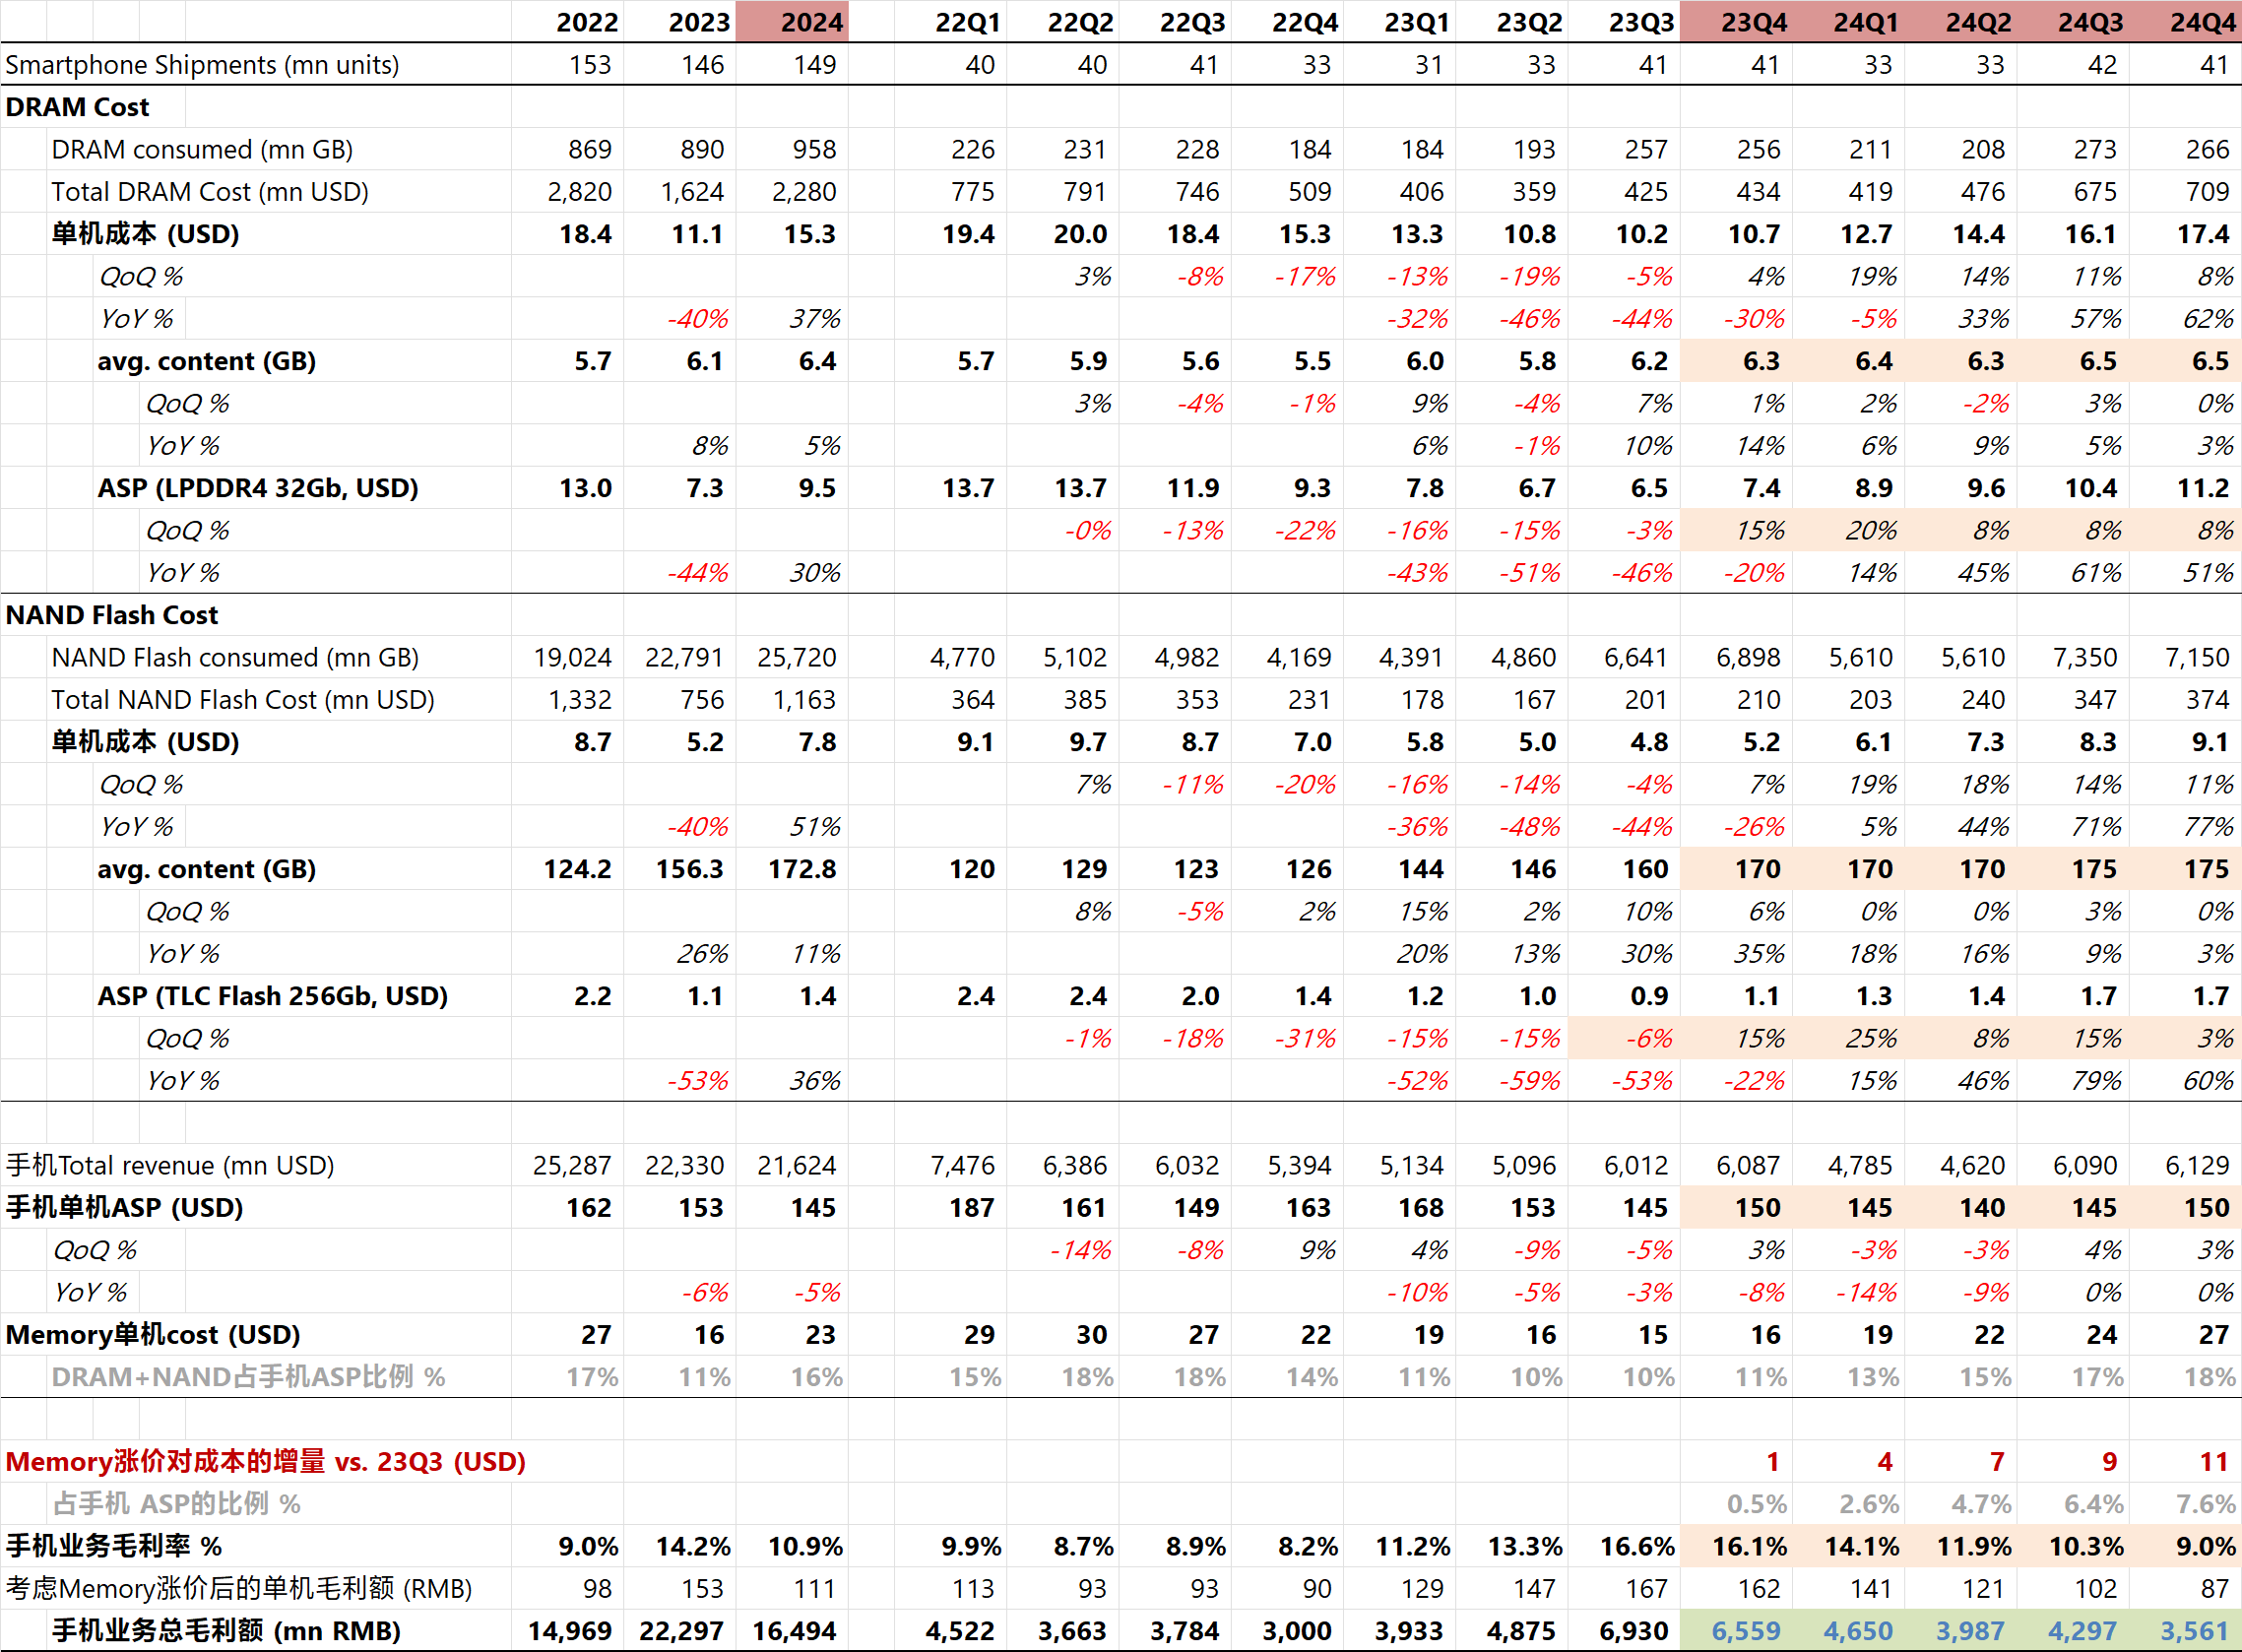 2022 2023 2024 22Q1 22Q2 22Q3 22Q4 23Q1 23Q2 23Q3 23Q4 24Q1 24Q2 24Q3 24Q4
Smartphone Shipments (mn units) 153 146 149 40 40 41 33 31 33 41 41 33 33 42 41
DRAM Cost
DRAM consumed (mn GB) 869 890 958 226 231 228 184 184 193 257 256 211 208 273 266
Total DRAM Cost (mn USD) 2,820 1,624 2,280 775 791 746 509 406 359 425 434 419 476 675 709
单机成本 (USD) 18.4 11.1 15.3 19.4 20.0 18.4 15.3 13.3 10.8 10.2 10.7 12.7 14.4 16.1 17.4
QoQ % 3% -8% -17% -13% -19% -5% 4% 19% 14% 11% 8%
YoY % -40% 37% -32% -46% -44% -30% -5% 33% 57% 62%
avg. content (GB) 5.7 6.1 6.4 5.7 5.9 5.6 5.5 6.0 5.8 6.2 6.3 6.4 6.3 6.5 6.5
QoQ % 3% -4% -1% 9% -4% 7% 1% 2% -2% 3% 0%
YoY % 8% 5% 6% -1% 10% 14% 6% 9% 5% 3%
ASP (LPDDR4 32Gb, USD) 13.0 7.3 9.5 13.7 13.7 11.9 9.3 7.8 6.7 6.5 7.4 8.9 9.6 10.4 11.2
QoQ % -0% -13% -22% -16% -15% -3% 15% 20% 8% 8% 8%
YoY % -44% 30% -43% -51% -46% -20% 14% 45% 61% 51%
NAND Flash Cost
NAND Flash consumed (mn GB) 19,024 22,791 25,720 4,770 5,102 4,982 4,169 4,391 4,860 6,641 6,898 5,610 5,610 7,350 7,150
Total NAND Flash Cost (mn USD) 1,332 756 1,163 364 385 353 231 178 167 201 210 203 240 347 374
单机成本 (USD) 8.7 5.2 7.8 9.1 9.7 8.7 7.0 5.8 5.0 4.8 5.2 6.1 7.3 8.3 9.1
QoQ % 7% -11% -20% -16% -14% -4% 7% 19% 18% 14% 11%
YoY % -40% 51% -36% -48% -44% -26% 5% 44% 71% 77%
avg. content (GB) 124.2 156.3 172.8 120 129 123 126 144 146 160 170 170 170 175 175
QoQ % 8% -5% 2% 15% 2% 10% 6% 0% 0% 3% 0%
YoY % 26% 11% 20% 13% 30% 35% 18% 16% 9% 3%
ASP (TLC Flash 256Gb, USD) 2.2 1.1 1.4 2.4 2.4 2.0 1.4 1.2 1.0 0.9 1.1 1.3 1.4 1.7 1.7
QoQ % -1% -18% -31% -15% -15% -6% 15% 25% 8% 15% 3%
YoY % -53% 36% -52% -59% -53% -22% 15% 46% 79% 60%
手机Total revenue (mn USD) 25,287 22,330 21,624 7,476 6,386 6,032 5,394 5,134 5,096 6,012 6,087 4,785 4,620 6,090 6,129
手机单机ASP (USD) 162 153 145 187 161 149 163 168 153 145 150 145 140 145 150
QoQ % -14% -8% 9% 4% -9% -5% 3% -3% -3% 4% 3%
YoY % -6% -5% -10% -5% -3% -8% -14% -9% 0% 0%
Memory单机cost (USD) 27 16 23 29 30 27 22 19 16 15 16 19 22 24 27
DRAM+NAND占手机ASP比例 % 17% 11% 16% 15% 18% 18% 14% 11% 10% 10% 11% 13% 15% 17% 18%
Memory涨价对成本的增量 vs. 23Q3 (USD) 1 4 7 9 11
占手机 ASP的比例 % 0.5% 2.6% 4.7% 6.4% 7.6%
手机业务毛利率 % 9.0% 14.2% 10.9% 9.9% 8.7% 8.9% 8.2% 11.2% 13.3% 16.6% 16.1% 14.1% 11.9% 10.3% 9.0%
考虑Memory涨价后的单机毛利额 (RMB) 98 153 111 113 93 93 90 129 147 167 162 141 121 102 87
手机业务总毛利额 (mn RMB) 14,969 22,297 16,494 4,522 3,663 3,784 3,000 3,933 4,875 6,930 6,559 4,650 3,987 4,297 3,561